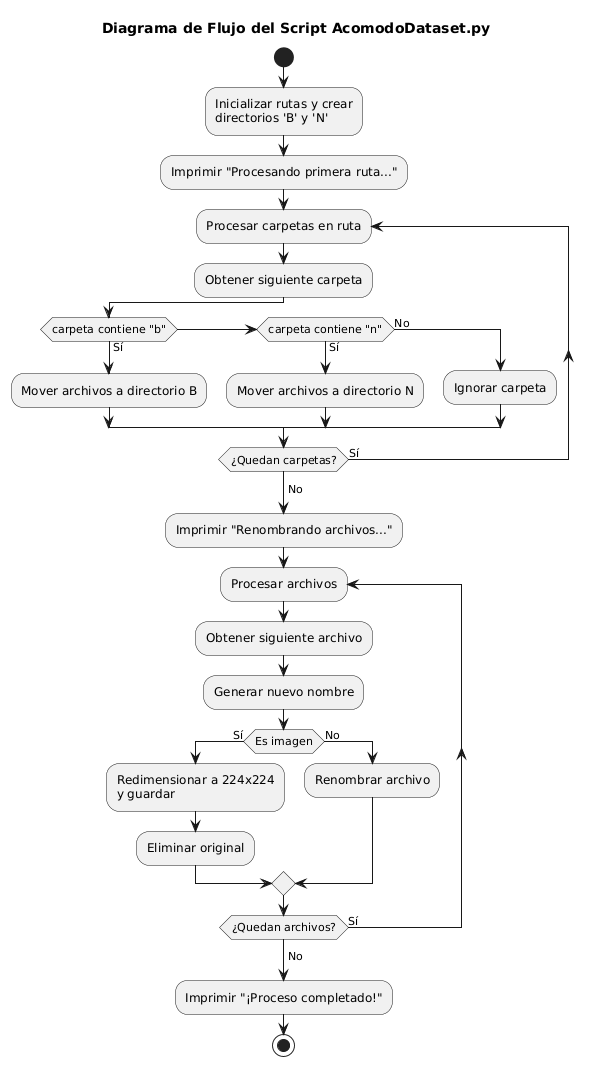 Diagrama de Flujo del Script AcomodoDataset.py
Inicializar rutas y crear
directorios 'B' y 'N'
Imprimir "Procesando primera ruta..."
Procesar carpetas en ruta
Obtener siguiente carpeta
carpeta contiene "b"
carpeta contiene "n"
No
Sí
Sí
Mover archivos a directorio B
Mover archivos a directorio N
Ignorar carpeta
¿Quedan carpetas?
Sí
No
Imprimir "Renombrando archivos..."
Procesar archivos
Obtener siguiente archivo
Generar nuevo nombre
Sí
Es imagen
No
Redimensionar a 224x224
y guardar
Renombrar archivo
Eliminar original
¿Quedan archivos?
Sí
No
Imprimir "¡Proceso completado!"